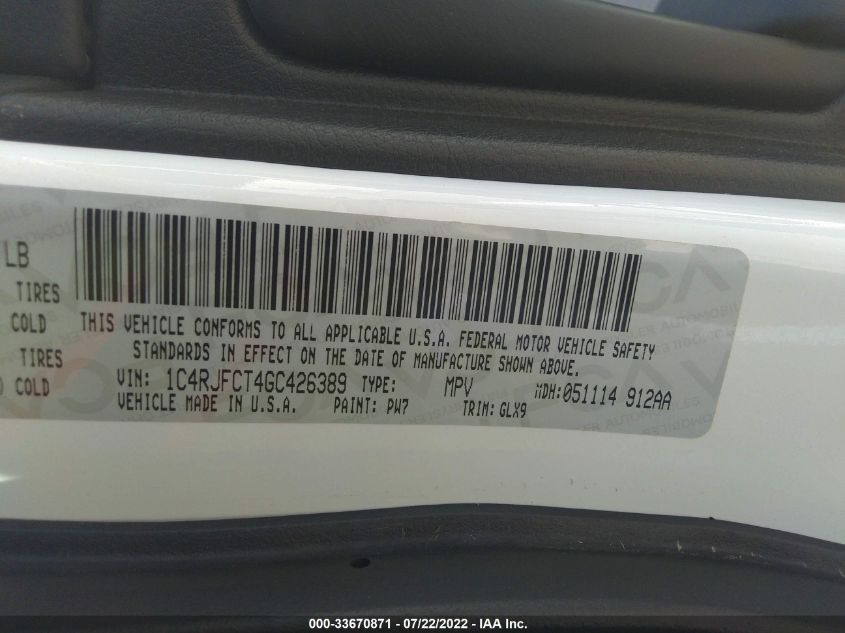 LB
TIRES
COLD THIS VEHICLE CONFORMS TO ALL APPLICABLE U.S.A. FEDERAL MOTOR VEHICLE SAFETY
TIRES STANDARDS IN EFFECT ON THE DATE OF MANUFACTURE SHOWN ABOVE.
COLD VIN: 1C4RJFCT4GC426389 TYPE: MPV MDH:051114 912AA
VEHICLE MADE IN U.S.A. PAINT: PW7 TRIM: GLX9
000-33670871 - 07/22/2022 - IAA Inc.